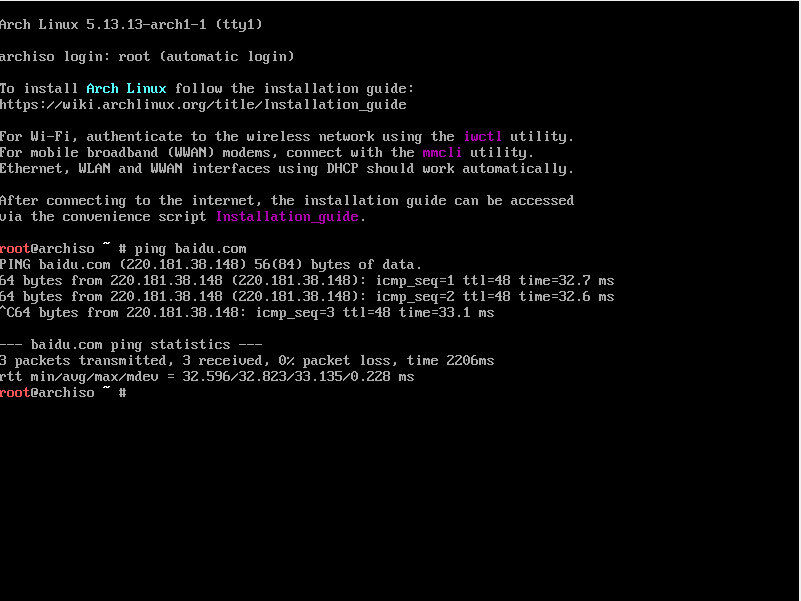 Arch Linux 5.13.13-arch1-1 (tty1)
archiso login: root (automatic login)
To install Arch Linux follow the installation guide:
https://wiki.archlinux.org/title/Installation_guide
For Wi-Fi, authenticate to the wireless network using the iwctl utility.
For mobile broadband (WWAN) modems, connect with the mmcli utility.
Ethernet, WLAN and WWAN interfaces using DHCP should work automatically.
After connecting to the internet, the installation guide can be accessed
via the convenience script Installation_guide.
root@archiso ~ # ping baidu.com
PING baidu.com (220.181.38.148) 56(84) bytes of data.
64 bytes from 220.181.38.148 (220.181.38.148): icmp_seq=1 ttl=48 time=32.7 ms
64 bytes from 220.181.38.148 (220.181.38.148): icmp_seq=2 ttl=48 time=32.6 ms
^C64 bytes from 220.181.38.148: icmp_seq=3 ttl=48 time=33.1 ms
--- baidu.com ping statistics ---
3 packets transmitted, 3 received, 0% packet loss, time 2206ms
rtt min/avg/max/mdev = 32.596/32.823/33.135/0.228 ms
root@archiso ~ #